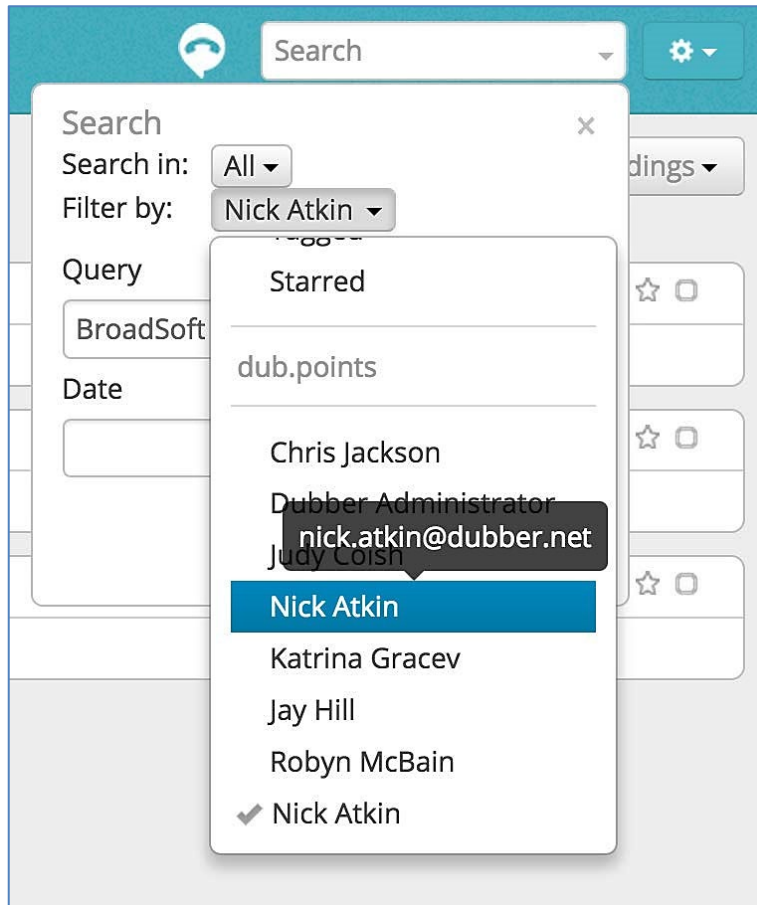 Search
Search
Search in: All
dings
Filter by: Nick Atkin
Tagged
Query
Starred
BroadSoft
dub.points
Date
Chris Jackson
Dubber Administrator
nick.atkin@dubber.net
Judy Coish
Nick Atkin
Katrina Gracev
Jay Hill
Robyn McBain
Nick Atkin